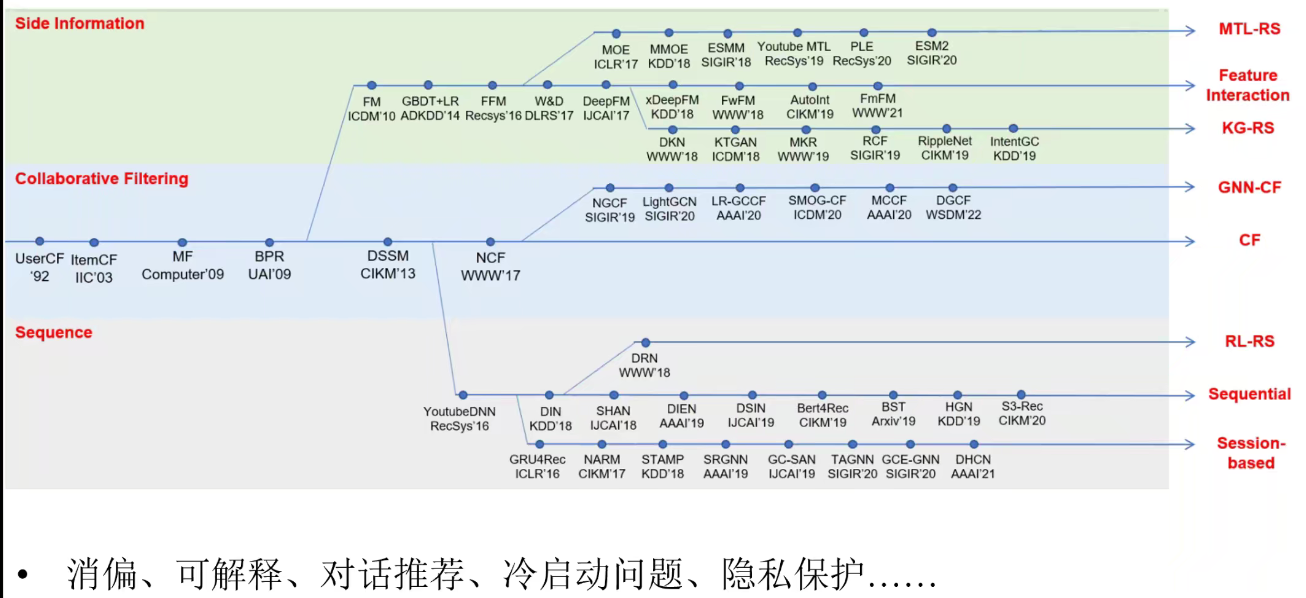 Side Information
MOE MMOE ESMM Youtube MTL PLE ESM2
ICLR'17 KDD'18 SIGIR'18 RecSys'19 RecSys'20 SIGIR'20
MTL-RS
FM GBDT+LR FFM W&D DeepFM xDeepFM FwFM AutoInt FmFM
ICDM'10 ADKDD'14 Recsys'16 DLRS'17 IJCAI'17 KDD'18 WWW'18 CIKM'19 WWW'21
Feature
Interaction
DKN KTGAN MKR RCF RippleNet IntentGC
WWW'18 ICDM'18 WWW'19 SIGIR'19 CIKM'19 KDD'19
KG-RS
Collaborative Filtering
NGCF LightGCN LR-GCCF SMOG-CF MCCF DGCF
SIGIR'19 SIGIR'20 AAAI'20 ICDM'20 AAAI'20 WSDM'22
GNN-CF
UserCF ItemCF MF BPR DSSM NCF
'92 IIC'03 Computer'09 UAI'09 CIKM'13 WWW'17
CF
Sequence
DRN
WWW'18
RL-RS
YoutubeDNN DIN SHAN DIEN DSIN Bert4Rec BST HGN S3-Rec
RecSys'16 KDD'18 IJCAI'18 AAAI'19 IJCAI'19 CIKM'19 Arxiv'19 KDD'19 CIKM'20
Sequential
GRU4Rec NARM STAMP SRGNN GC-SAN TAGNN GCE-GNN DHCN
ICLR'16 CIKM'17 KDD'18 AAAI'19 IJCAI'19 SIGIR'20 SIGIR'20 AAAI'21
Session-
based
• 消偏、可解释、对话推荐、冷启动问题、隐私保护……